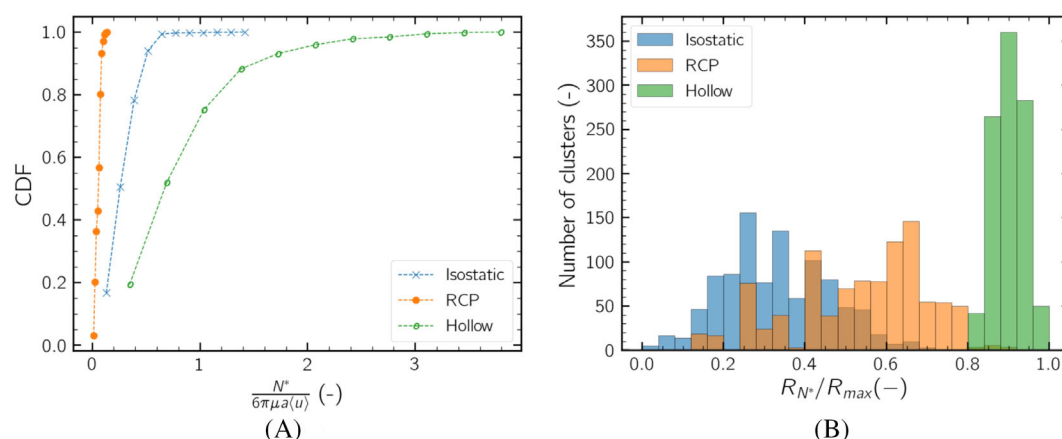 1.0
0.8
0.6
0.4
0.2
0.0
CDF
Isostatic
RCP
Hollow
0 1 2 3
N* / 6πμa⟨u⟩ (-)
(A)
350
300
250
200
150
100
50
0
Number of clusters (-)
Isostatic
RCP
Hollow
0.0 0.2 0.4 0.6 0.8 1.0
R_N*/R_max(−)
(B)